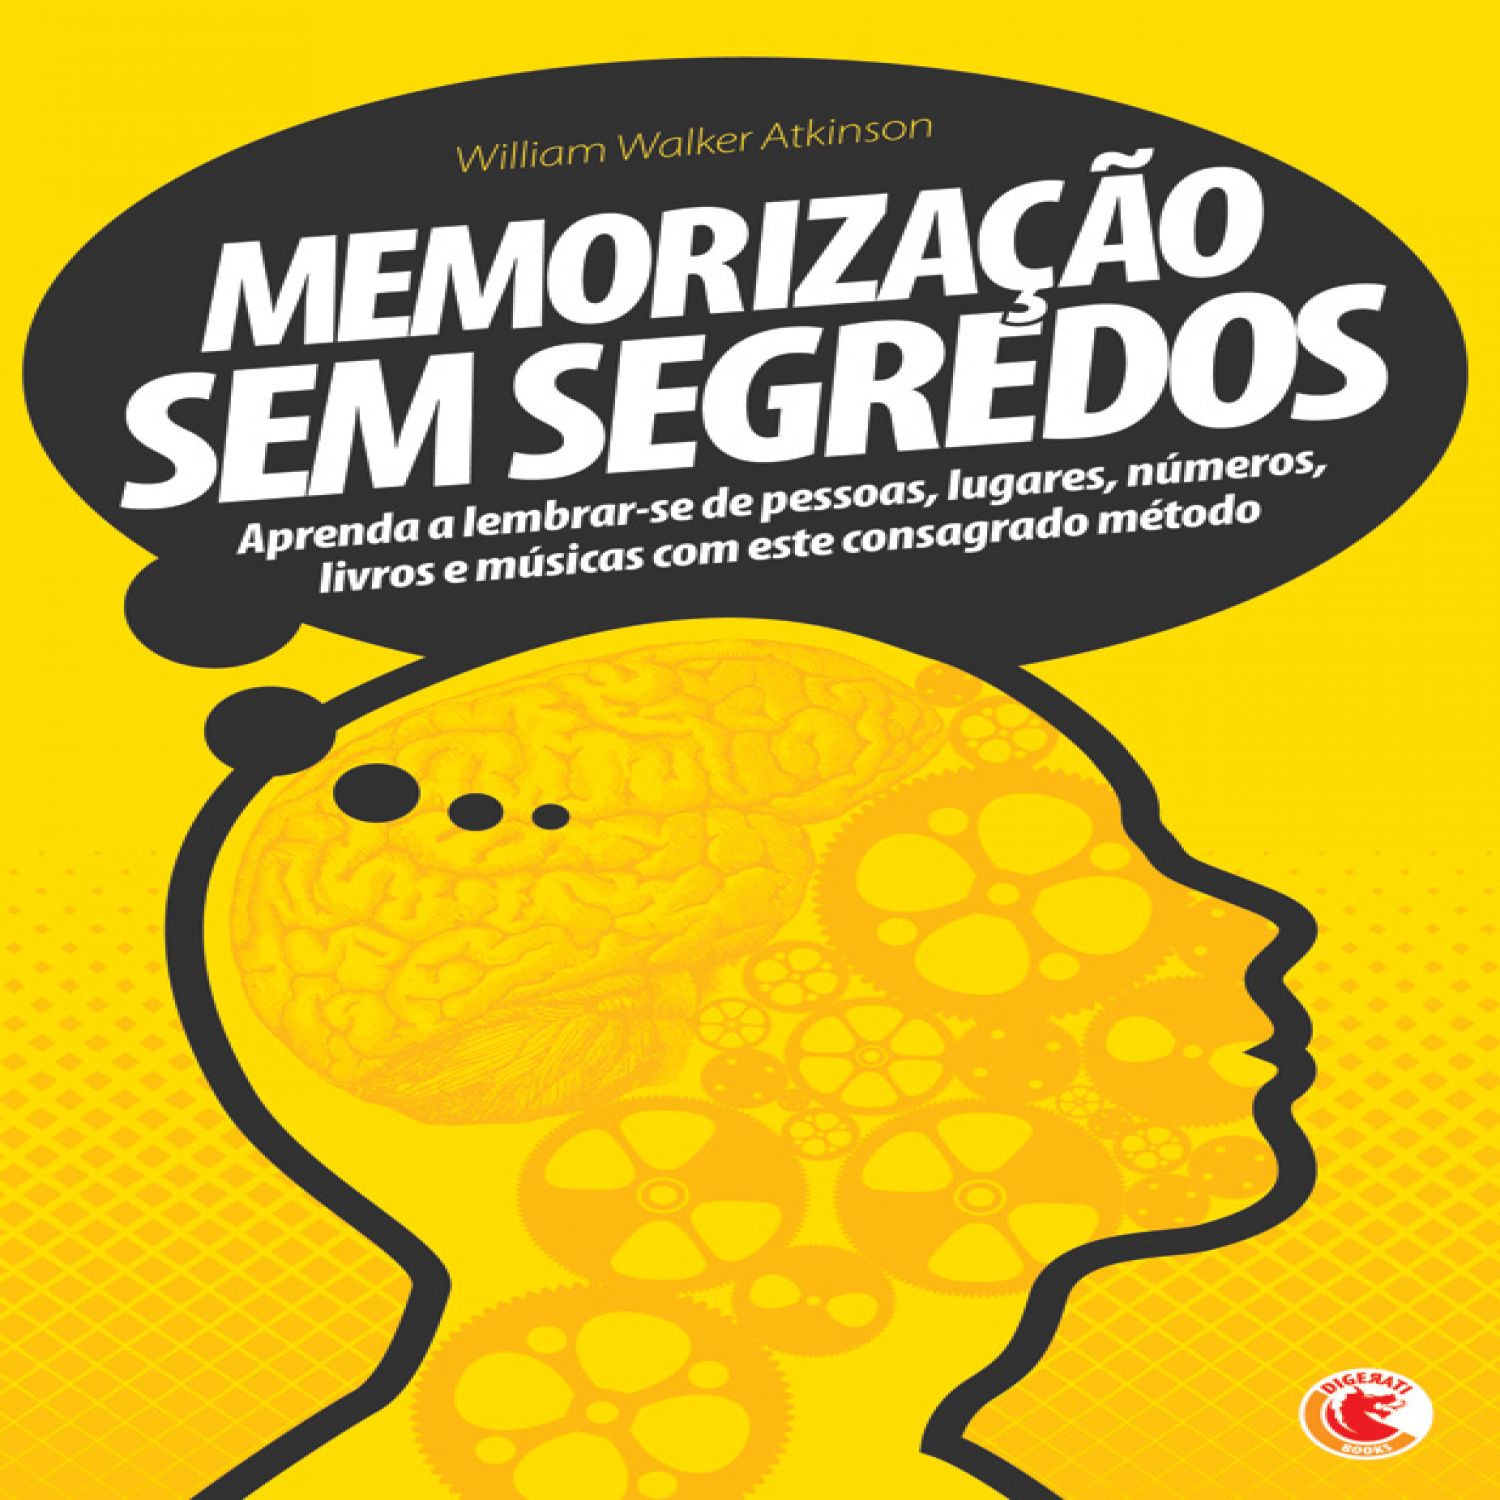 William Walker Atkinson
MEMORIZAÇÃO
SEM SEGREDOS
Aprenda a lembrar-se de pessoas, lugares, números,
livros e músicas com este consagrado método
DIGERATI
BOOKS